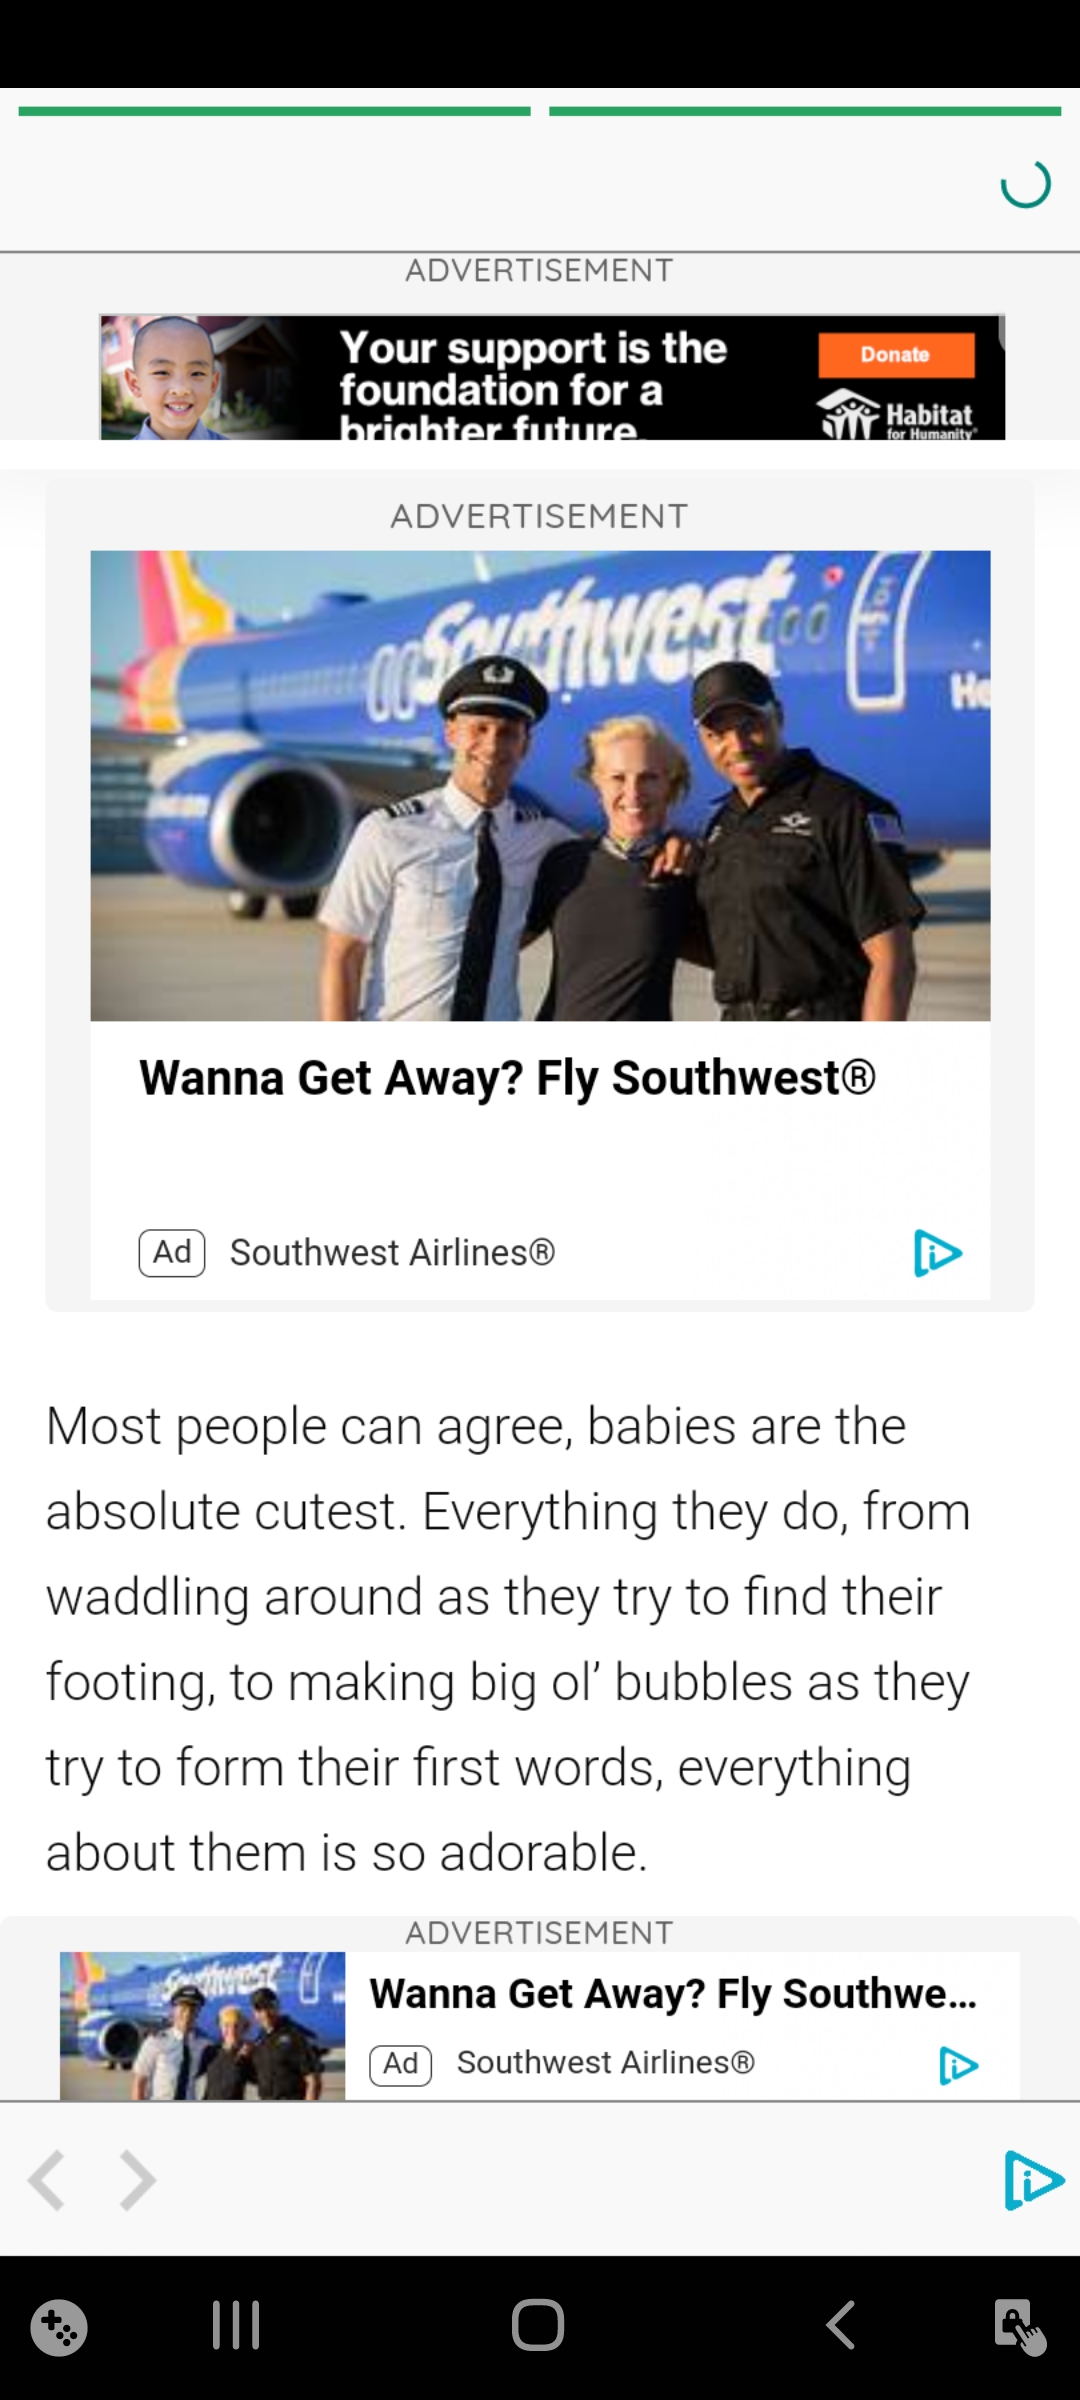 ADVERTISEMENT
Your support is the
foundation for a
brighter future.
Donate
Habitat
for Humanity®
ADVERTISEMENT
Southwest
Wanna Get Away? Fly Southwest®
Ad Southwest Airlines®
Most people can agree, babies are the
absolute cutest. Everything they do, from
waddling around as they try to find their
footing, to making big ol’ bubbles as they
try to form their first words, everything
about them is so adorable.
ADVERTISEMENT
Southwest
Wanna Get Away? Fly Southwe...
Ad Southwest Airlines®